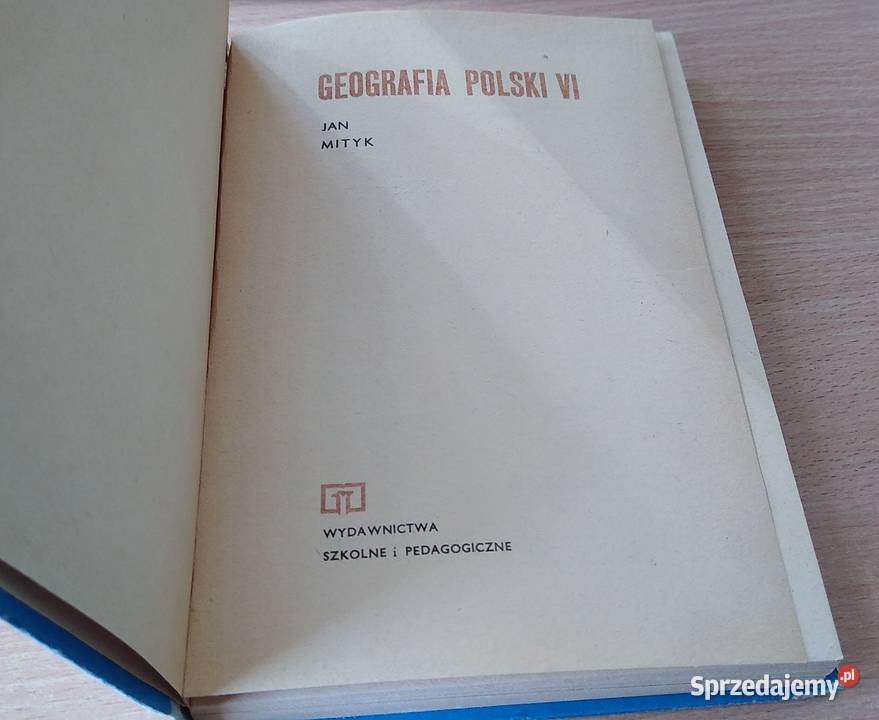 GEOGRAFIA POLSKI VI
JAN
MITYK
WYDAWNICTWA
SZKOLNE i PEDAGOGICZNE
Sprzedajemy.pl